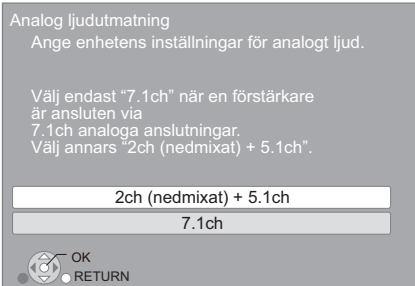 Analog ljudutmatning
Ange enhetens inställningar för analogt ljud.
Välj endast “7.1ch” när en förstärkare
är ansluten via
7.1ch analoga anslutningar.
Välj annars “2ch (nedmixat) + 5.1ch”.
2ch (nedmixat) + 5.1ch
7.1ch
OK
RETURN